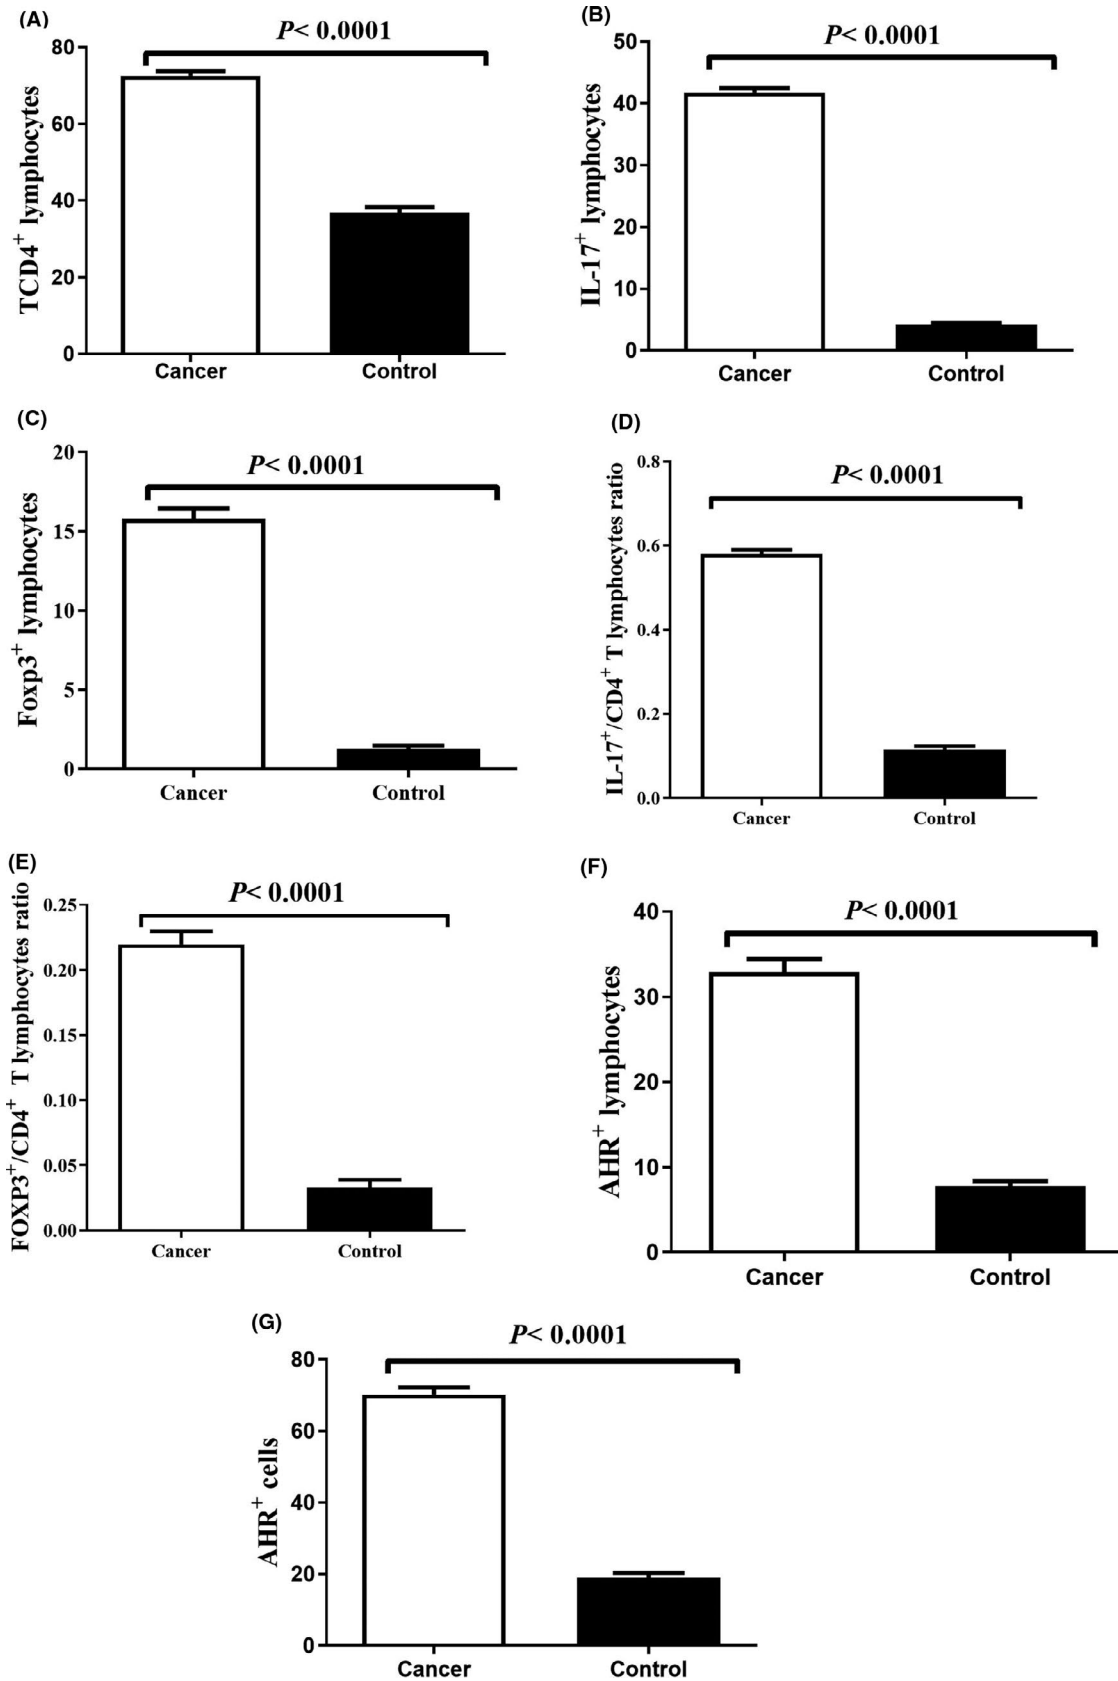 (A)
P< 0.0001
TCD4+ lymphocytes
80
60
40
20
0
Cancer
Control
(B)
P< 0.0001
IL-17+ lymphocytes
50
40
30
20
10
0
Cancer
Control
(C)
P< 0.0001
Foxp3+ lymphocytes
20
15
10
5
0
Cancer
Control
(D)
P< 0.0001
IL-17+/CD4+ T lymphocytes ratio
0.8
0.6
0.4
0.2
0.0
Cancer
Control
(E)
P< 0.0001
FOXP3+/CD4+ T lymphocytes ratio
0.25
0.20
0.15
0.10
0.05
0.00
Cancer
Control
(F)
P< 0.0001
AHR+ lymphocytes
40
30
20
10
0
Cancer
Control
(G)
P< 0.0001
AHR+ cells
80
60
40
20
0
Cancer
Control